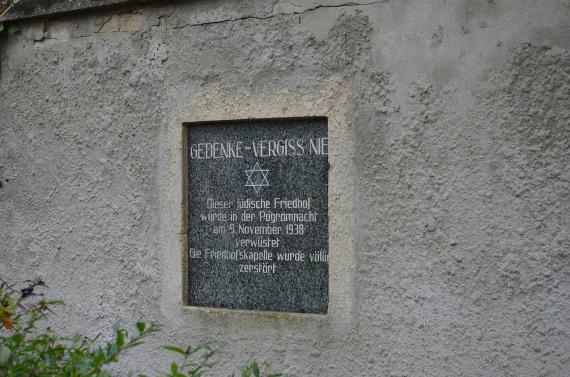 GEDENKE-VERGISS NIE
Dieser jüdische Friedhof
wurde in der Pogromnacht
am 9. November 1938
verwüstet
Die Friedhofskapelle wurde völlig
zerstört